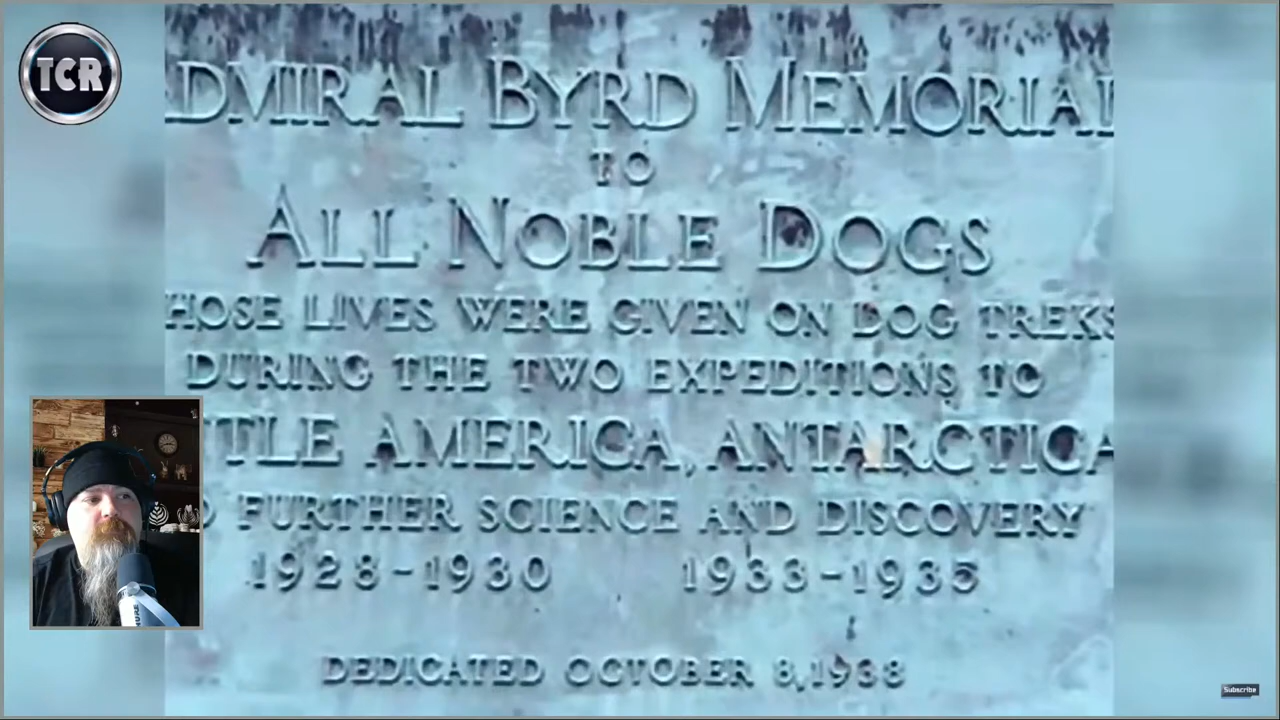 TCR
DMIRAL BYRD MEMORIAL
TO
ALL NOBLE DOGS
HOSE LIVES WERE GIVEN ON DOG TREKS
DURING THE TWO EXPEDITIONS TO
TTLE AMERICA, ANTARCTICA
O FURTHER SCIENCE AND DISCOVERY
1928-1930 1933-1935
DEDICATED OCTOBER 8,1938
Subscribe